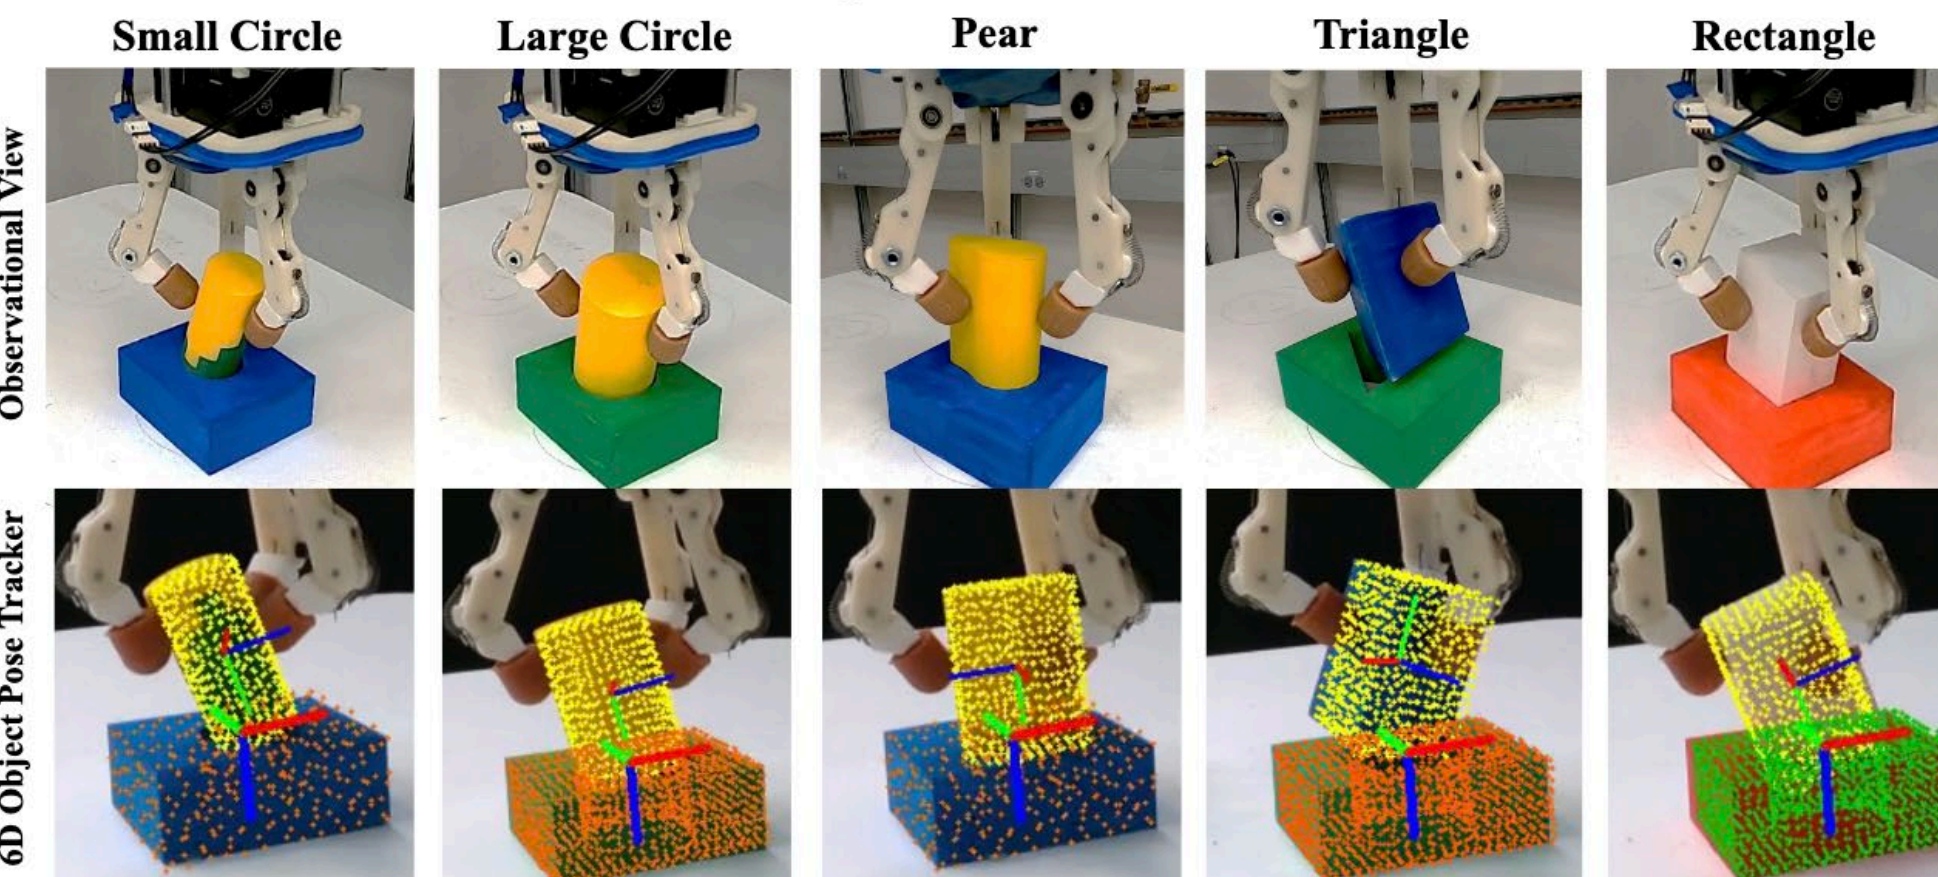 Small Circle
Large Circle
Pear
Triangle
Rectangle
Observational View
6D Object Pose Tracker